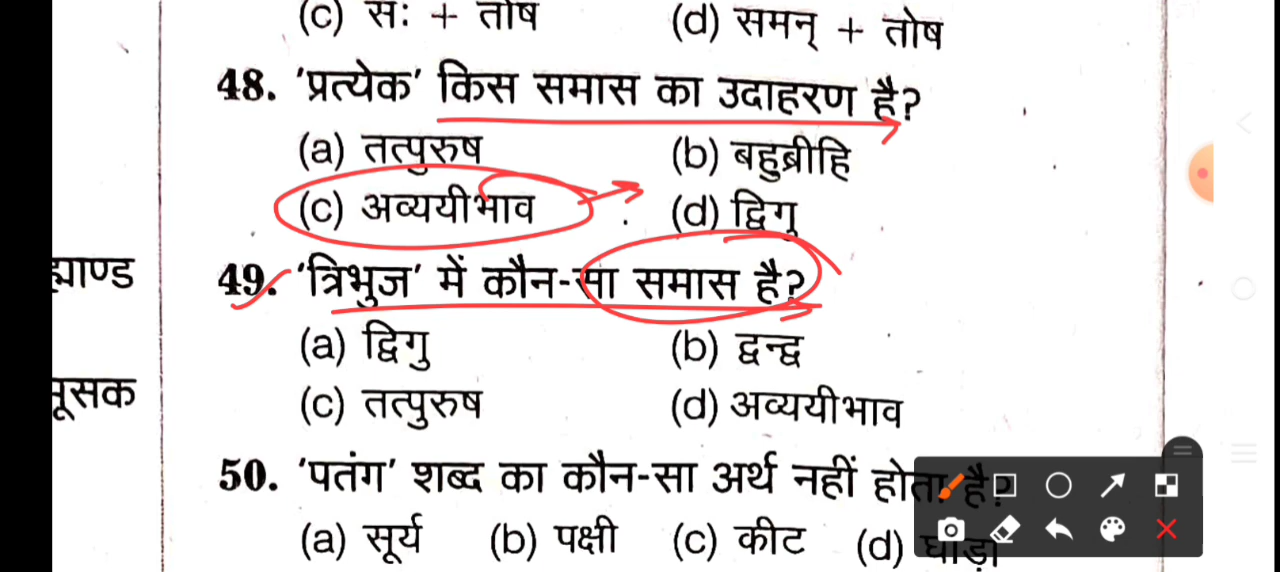 (c) सः + तोष (d) समन् + तोष
48. 'प्रत्येक' किस समास का उदाहरण है?
(a) तत्पुरुष (b) बहुब्रीहि
(c) अव्ययीभाव (d) द्विगु
49. 'त्रिभुज' में कौन-सा समास है?
(a) द्विगु (b) द्वन्द्व
(c) तत्पुरुष (d) अव्ययीभाव
50. 'पतंग' शब्द का कौन-सा अर्थ नहीं होता है?
(a) सूर्य (b) पक्षी (c) कीट (d) घोड़ा